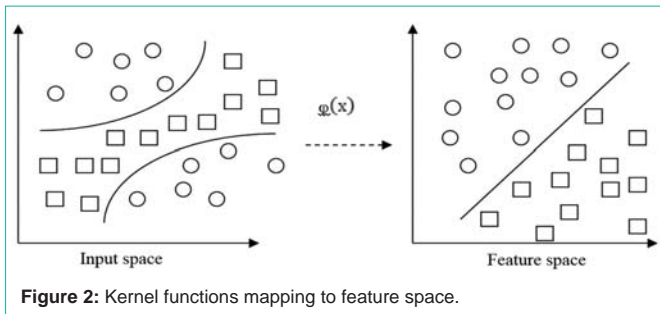 φ(x)
Input space
Feature space
Figure 2: Kernel functions mapping to feature space.